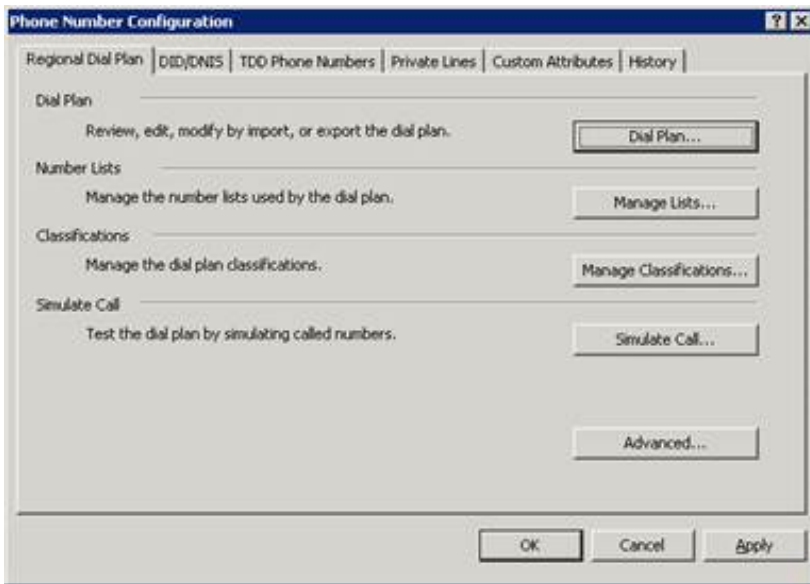 Phone Number Configuration
Regional Dial Plan DID/DNIS TDD Phone Numbers Private Lines Custom Attributes History
Dial Plan
Review, edit, modify by import, or export the dial plan.
Dial Plan...
Number Lists
Manage the number lists used by the dial plan.
Manage Lists...
Classifications
Manage the dial plan classifications.
Manage Classifications...
Simulate Call
Test the dial plan by simulating called numbers.
Simulate Call...
Advanced...
OK Cancel Apply